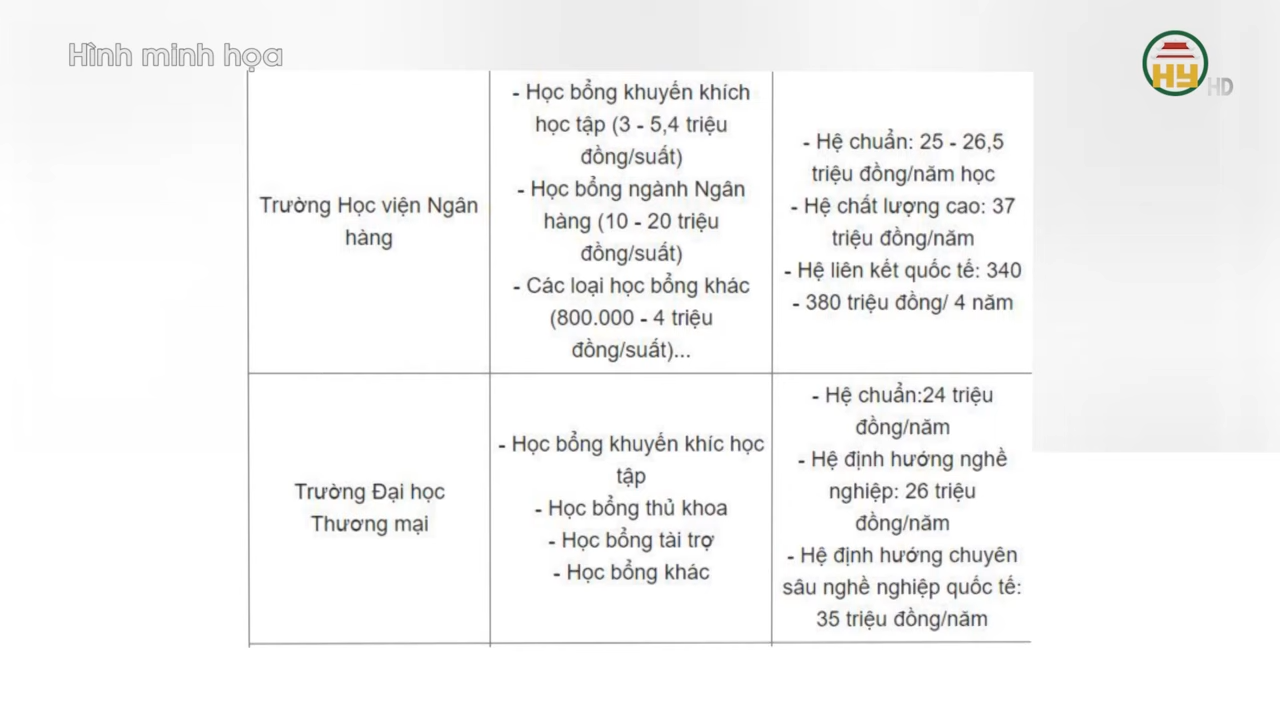 Hình minh họa
HY HD
Trường Học viện Ngân
hàng
- Học bổng khuyến khích
học tập (3 - 5,4 triệu
đồng/suất)
- Học bổng ngành Ngân
hàng (10 - 20 triệu
đồng/suất)
- Các loại học bổng khác
(800.000 - 4 triệu
đồng/suất)...
- Hệ chuẩn: 25 - 26,5
triệu đồng/năm học
- Hệ chất lượng cao: 37
triệu đồng/năm
- Hệ liên kết quốc tế: 340
- 380 triệu đồng/ 4 năm
Trường Đại học
Thương mại
- Học bổng khuyến khíc học
tập
- Học bổng thủ khoa
- Học bổng tài trợ
- Học bổng khác
- Hệ chuẩn:24 triệu
đồng/năm
- Hệ định hướng nghề
nghiệp: 26 triệu
đồng/năm
- Hệ định hướng chuyên
sâu nghề nghiệp quốc tế:
35 triệu đồng/năm